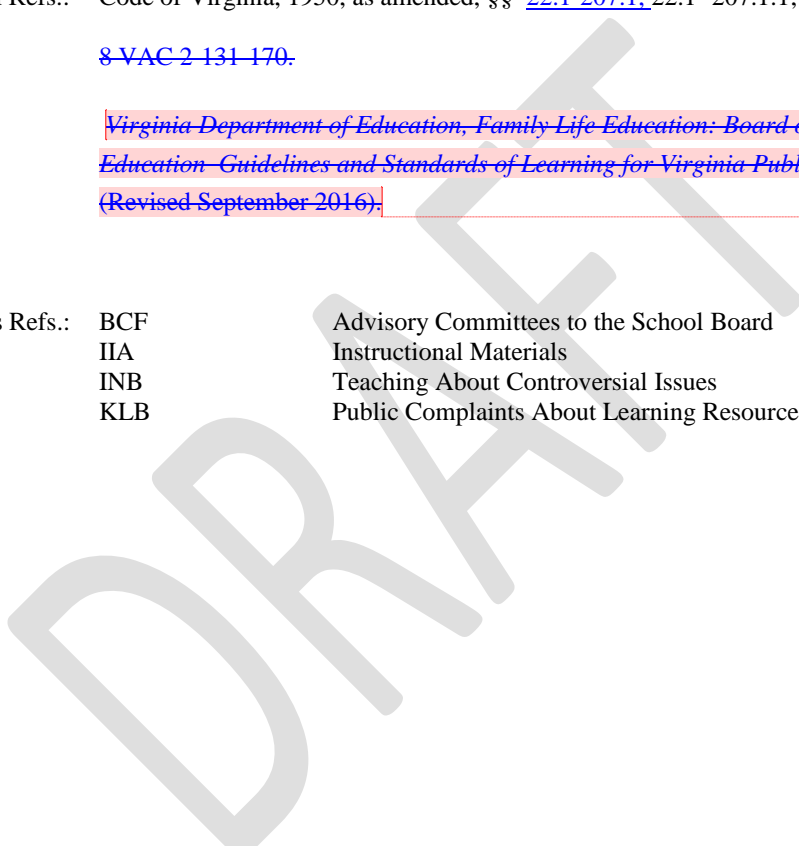 Refs.: Code of Virginia, 1950, as amended, §§ 22.1-207.1, 22.1-207.1:1,
8 VAC 2-131-170.
Virginia Department of Education, Family Life Education: Board
Education Guidelines and Standards of Learning for Virginia
(Revised September 2016).
Refs.: BCF Advisory Committees to the School Board
IIA Instructional Materials
INB Teaching About Controversial Issues
KLB Public Complaints About Learning Resource
DRAFT